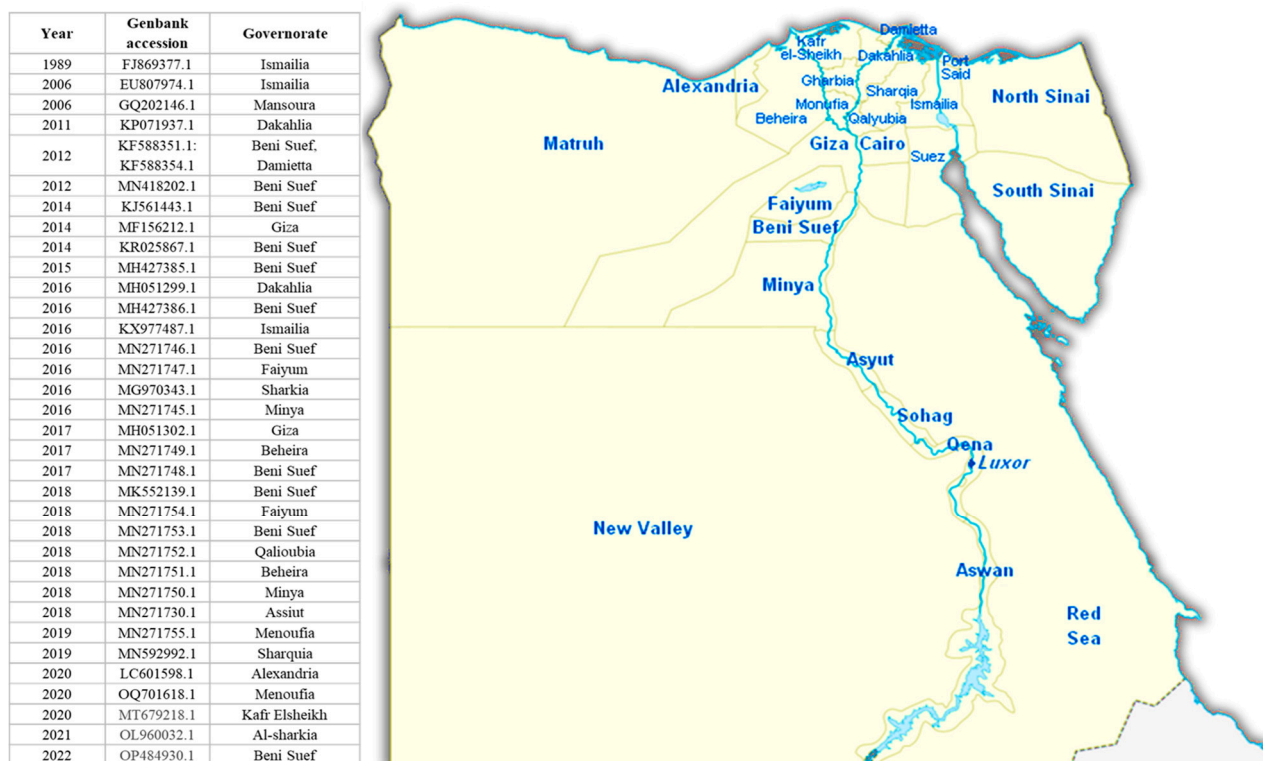 Year Genbank accession Governorate
1989 FJ869377.1 Ismailia
2006 EU807974.1 Ismailia
2006 GQ202146.1 Mansoura
2011 KP071937.1 Dakahlia
2012 KF588351.1: KF588354.1 Beni Suef, Damietta
2012 MN418202.1 Beni Suef
2014 KJ561443.1 Beni Suef
2014 MF156212.1 Giza
2014 KR025867.1 Beni Suef
2015 MH427385.1 Beni Suef
2016 MH051299.1 Dakahlia
2016 MH427386.1 Beni Suef
2016 KX977487.1 Ismailia
2016 MN271746.1 Beni Suef
2016 MN271747.1 Faiyum
2016 MG970343.1 Sharkia
2016 MN271745.1 Minya
2017 MH051302.1 Giza
2017 MN271749.1 Beheira
2017 MN271748.1 Beni Suef
2018 MK552139.1 Beni Suef
2018 MN271754.1 Faiyum
2018 MN271753.1 Beni Suef
2018 MN271752.1 Qalioubia
2018 MN271751.1 Beheira
2018 MN271750.1 Minya
2018 MN271730.1 Assiut
2019 MN271755.1 Menoufia
2019 MN592992.1 Sharquia
2020 LC601598.1 Alexandria
2020 OQ701618.1 Menoufia
2020 MT679218.1 Kafr Elsheikh
2021 OL960032.1 Al-sharkia
2022 OP484930.1 Beni Suef
Damietta
Kafr
el-Sheikh
Dakahlia
Port
Said
Alexandria
Gharbia
Sharqia
North Sinai
Monufia
Ismailia
Beheira
Qalyubia
Matruh
Giza
Cairo
Suez
South Sinai
Faiyum
Beni Suef
Minya
Asyut
Sohag
Qena
Luxor
New Valley
Aswan
Red
Sea